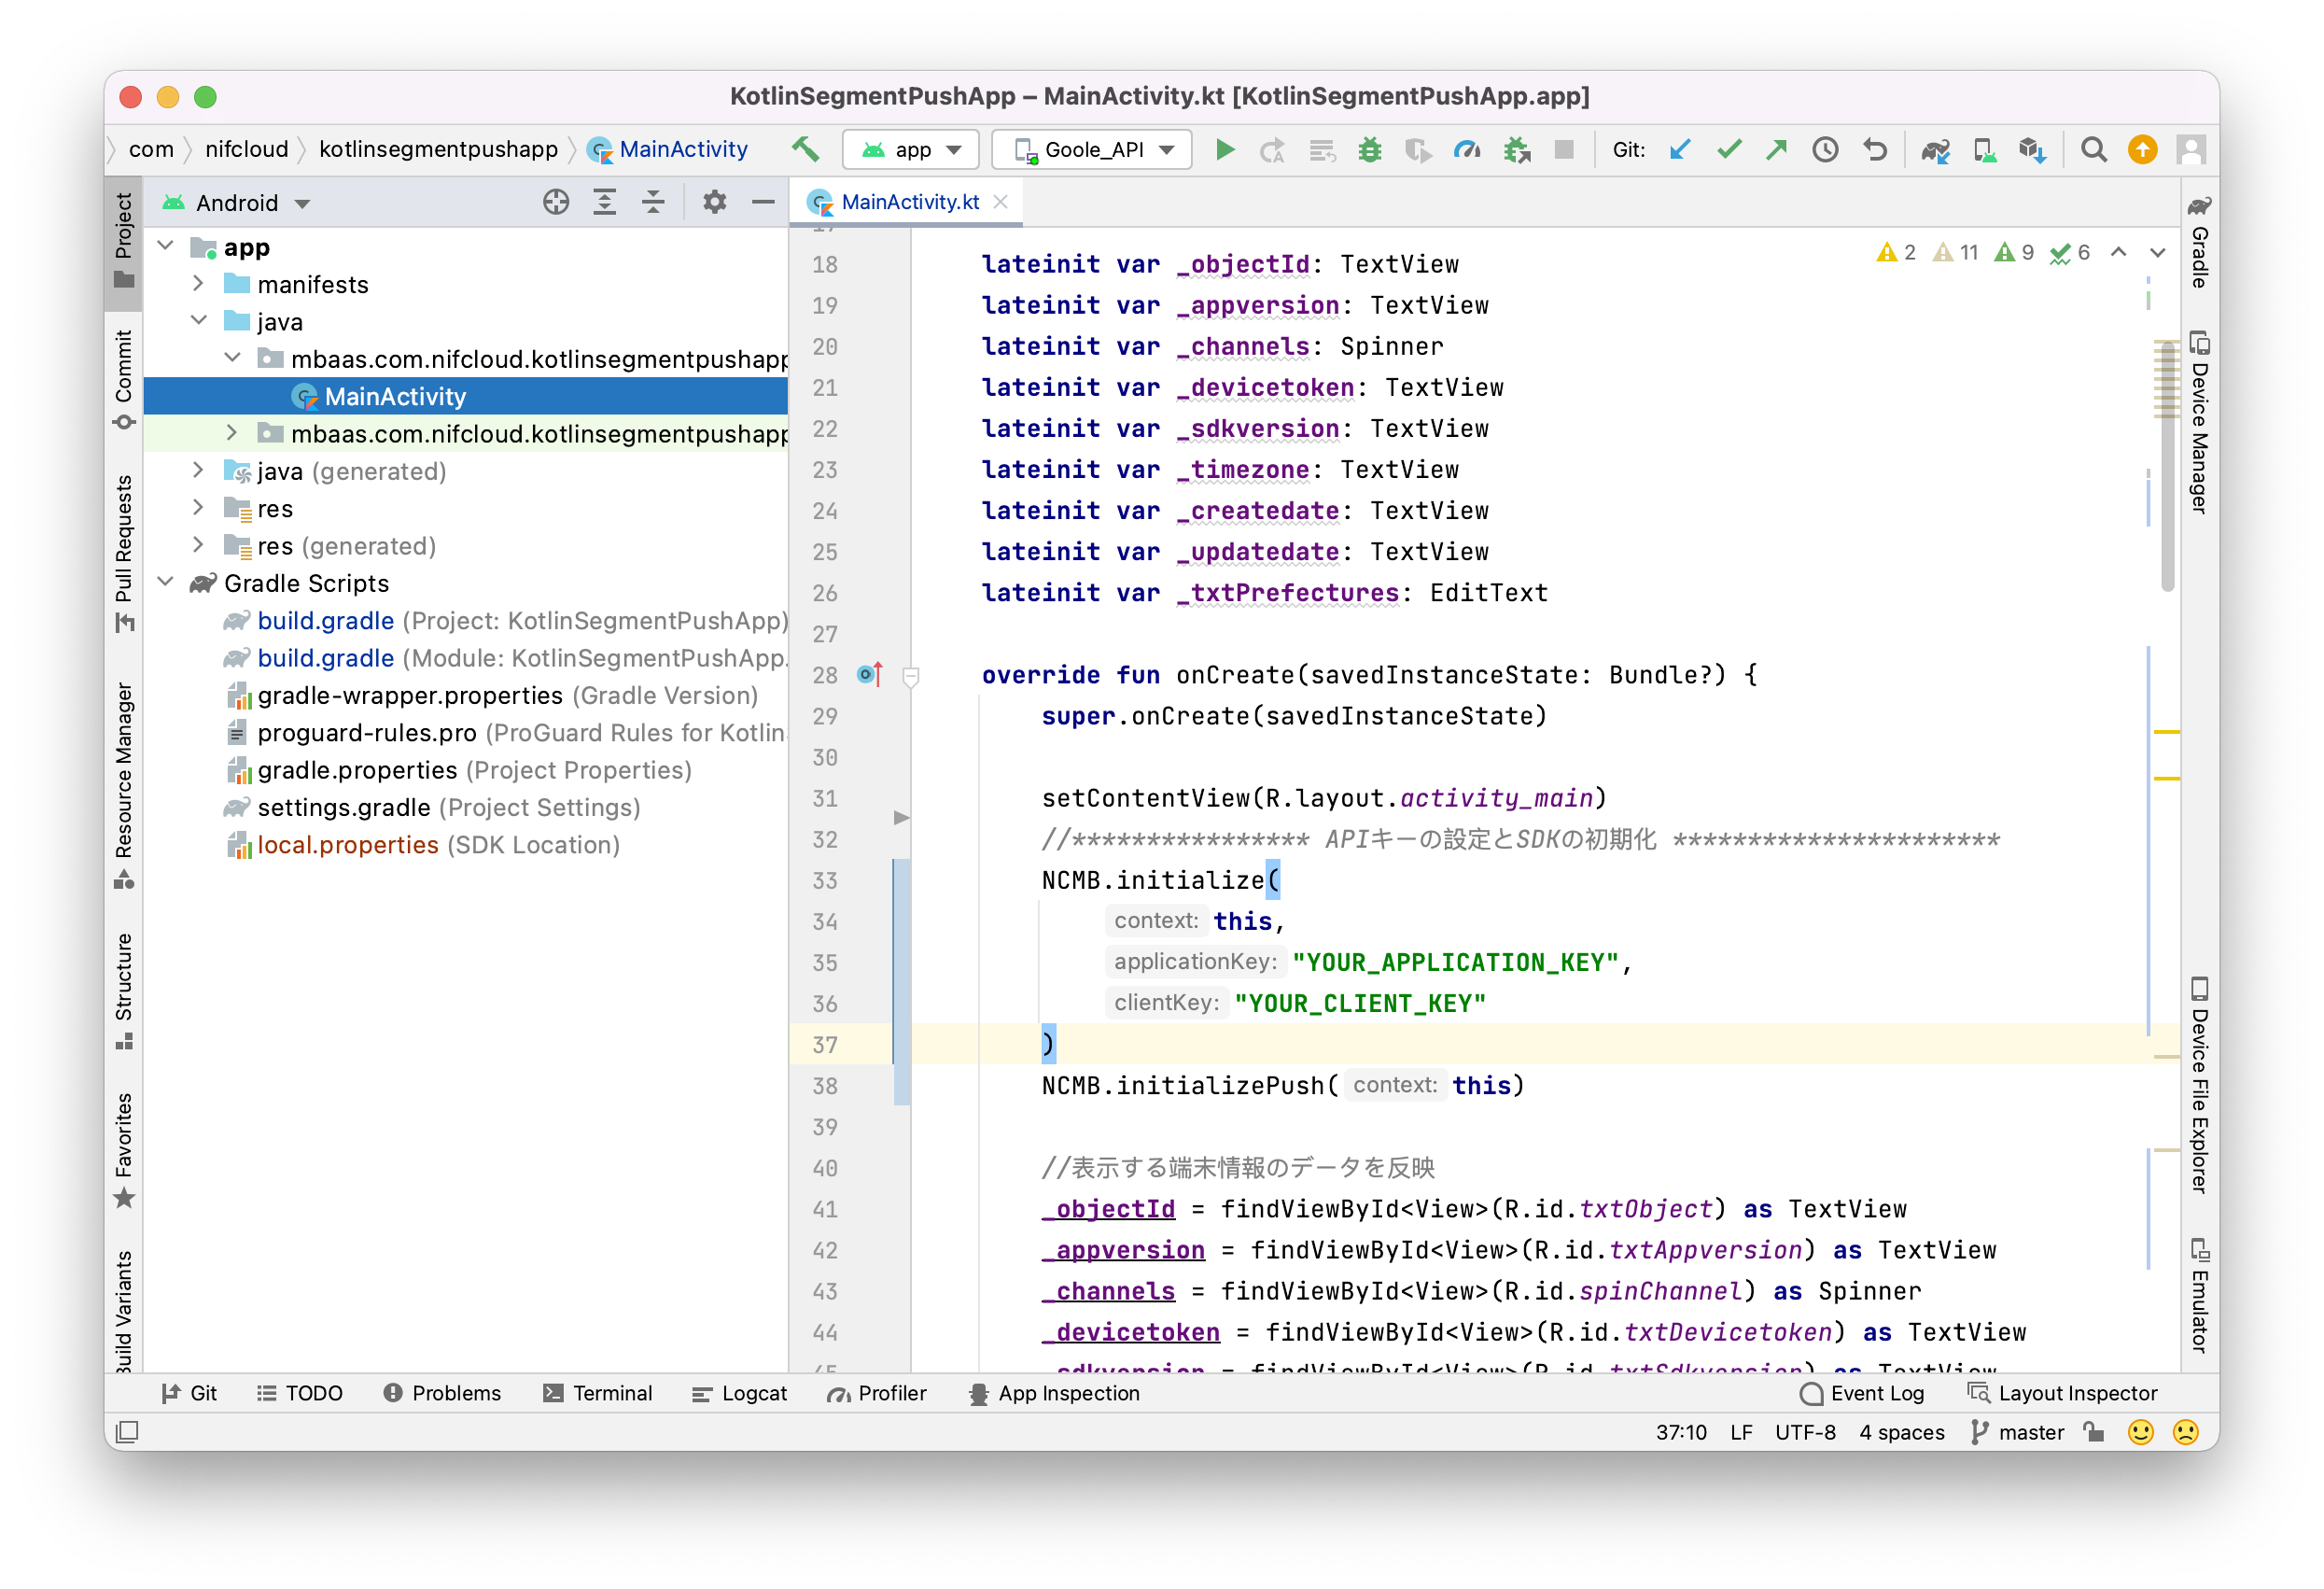 KotlinSegmentPushApp – MainActivity.kt [KotlinSegmentPushApp.app]
com nifcloud kotlinsegmentpushapp MainActivity app Goole_API Git:
Project
Commit
Pull Requests
Resource Manager
Structure
Favorites
Build Variants
Android
app
manifests
java
mbaas.com.nifcloud.kotlinsegmentpushapp
MainActivity
mbaas.com.nifcloud.kotlinsegmentpushapp
java (generated)
res
res (generated)
Gradle Scripts
build.gradle (Project: KotlinSegmentPushApp)
build.gradle (Module: KotlinSegmentPushApp.
gradle-wrapper.properties (Gradle Version)
proguard-rules.pro (ProGuard Rules for Kotlin
gradle.properties (Project Properties)
settings.gradle (Project Settings)
local.properties (SDK Location)
MainActivity.kt
2 11 9 6
18 lateinit var _objectId: TextView
19 lateinit var _appversion: TextView
20 lateinit var _channels: Spinner
21 lateinit var _devicetoken: TextView
22 lateinit var _sdkversion: TextView
23 lateinit var _timezone: TextView
24 lateinit var _createdate: TextView
25 lateinit var _updatedate: TextView
26 lateinit var _txtPrefectures: EditText
27
28 override fun onCreate(savedInstanceState: Bundle?) {
29 super.onCreate(savedInstanceState)
30
31 setContentView(R.layout.activity_main)
32 //**************** APIキーの設定とSDKの初期化 **********************
33 NCMB.initialize(
34 context: this,
35 applicationKey: "YOUR_APPLICATION_KEY",
36 clientKey: "YOUR_CLIENT_KEY"
37 )
38 NCMB.initializePush( context: this)
39
40 //表示する端末情報のデータを反映
41 _objectId = findViewById<View>(R.id.txtObject) as TextView
42 _appversion = findViewById<View>(R.id.txtAppversion) as TextView
43 _channels = findViewById<View>(R.id.spinChannel) as Spinner
44 _devicetoken = findViewById<View>(R.id.txtDevicetoken) as TextView
45 _sdkversion = findViewById<View>(R.id.txtSdkversion) as TextView
Gradle
Device Manager
Device File Explorer
Emulator
Git TODO Problems Terminal Logcat Profiler App Inspection Event Log Layout Inspector
37:10 LF UTF-8 4 spaces master